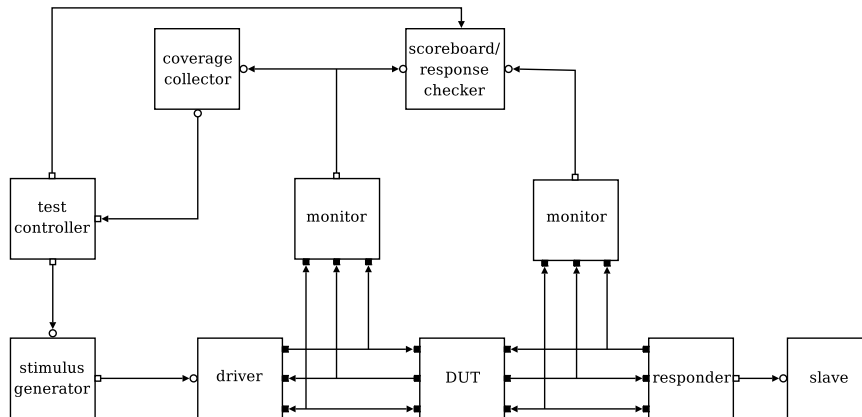 coverage
collector
scoreboard/
response
checker
test
controller
monitor
monitor
stimulus
generator
driver
DUT
responder
slave